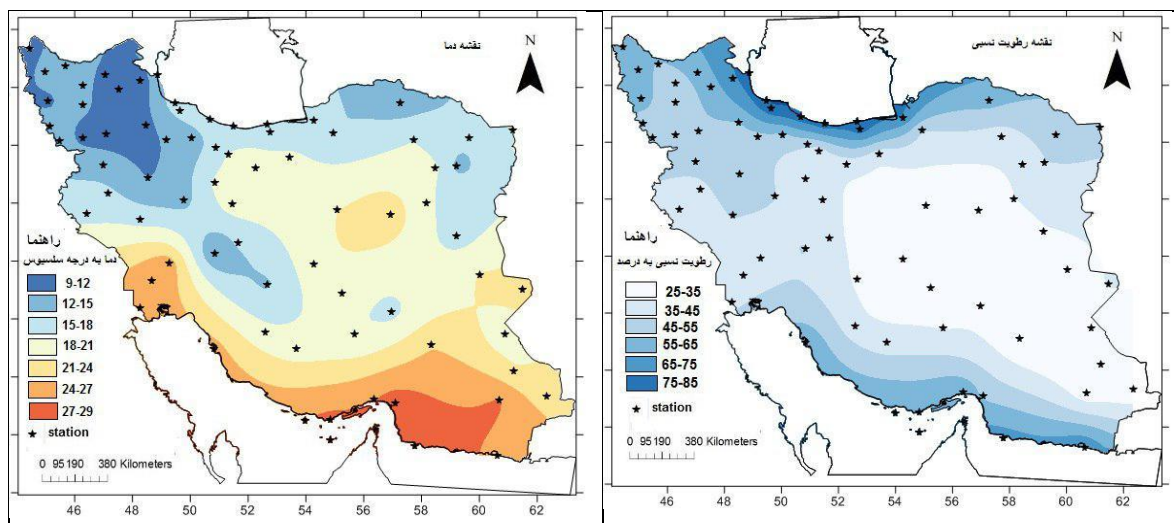 نقشه دما
N
راهنما
دما به درجه سلسیوس
9-12
12-15
15-18
18-21
21-24
24-27
27-29
station
0 95 190 380 Kilometers
46 48 50 52 54 56 58 60 62
نقشه رطوبت نسبی
N
راهنما
رطوبت نسبی به درصد
25-35
35-45
45-55
55-65
65-75
75-85
station
0 95 190 380 Kilometers
46 48 50 52 54 56 58 60 62